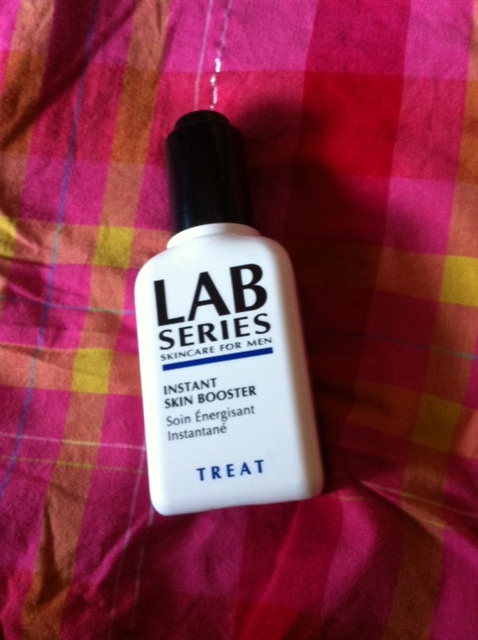 LAB
SERIES
SKINCARE FOR MEN
INSTANT
SKIN BOOSTER
Soin Énergisant
Instantané
TREAT